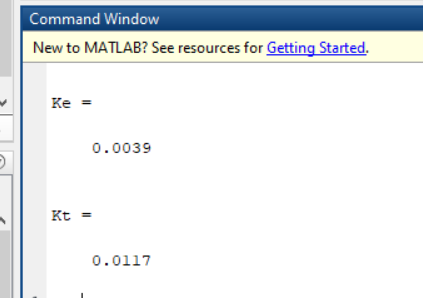 Command Window
New to MATLAB? See resources for Getting Started.
Ke =
0.0039
Kt =
0.0117